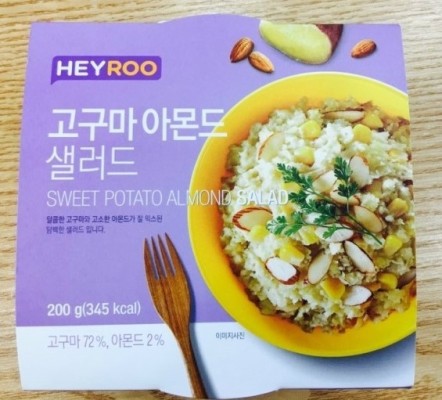 HEYROO
고구마 아몬드
샐러드
SWEET POTATO ALMOND SALAD
달콤한 고구마와 고소한 아몬드가 잘 믹스된
담백한 샐러드 입니다.
200 g(345 kcal)
고구마 72%, 아몬드 2%
이미지사진